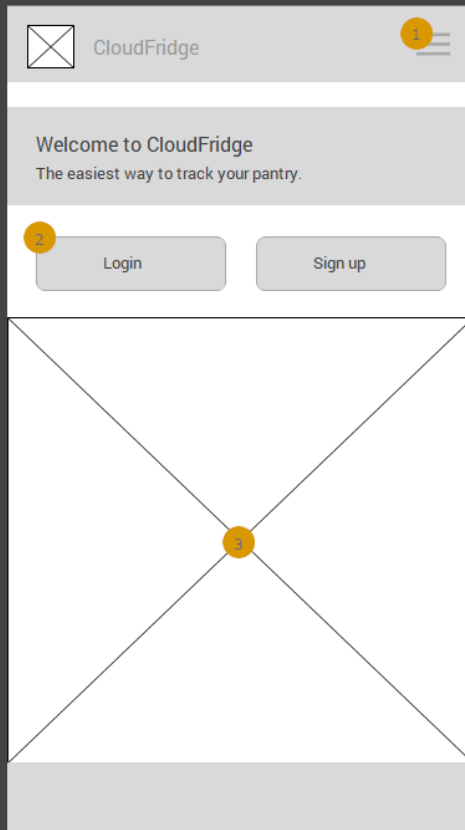 CloudFridge
1
Welcome to CloudFridge
The easiest way to track your pantry.
2
Login
Sign up
3